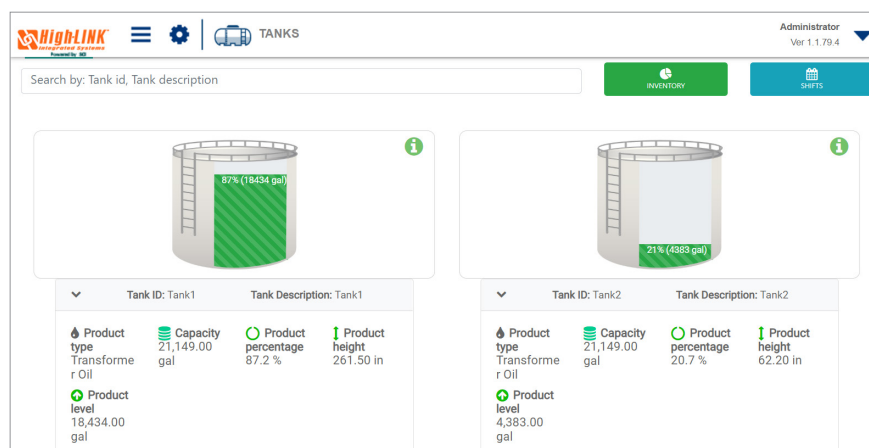 HighLINK
Integrated Systems
Powered by
TANKS
Administrator
Ver 1.1.79.4
Search by: Tank id, Tank description
INVENTORY
SHIFTS
87% (18434 gal)
21% (4383 gal)
Tank ID: Tank1 Tank Description: Tank1
Product type
Transforme
r Oil
Capacity
21,149.00
gal
Product
percentage
87.2 %
Product
height
261.50 in
Product
level
18,434.00
gal
Tank ID: Tank2 Tank Description: Tank2
Product
type
Transforme
r Oil
Capacity
21,149.00
gal
Product
percentage
20.7 %
Product
height
62.20 in
Product
level
4,383.00
gal